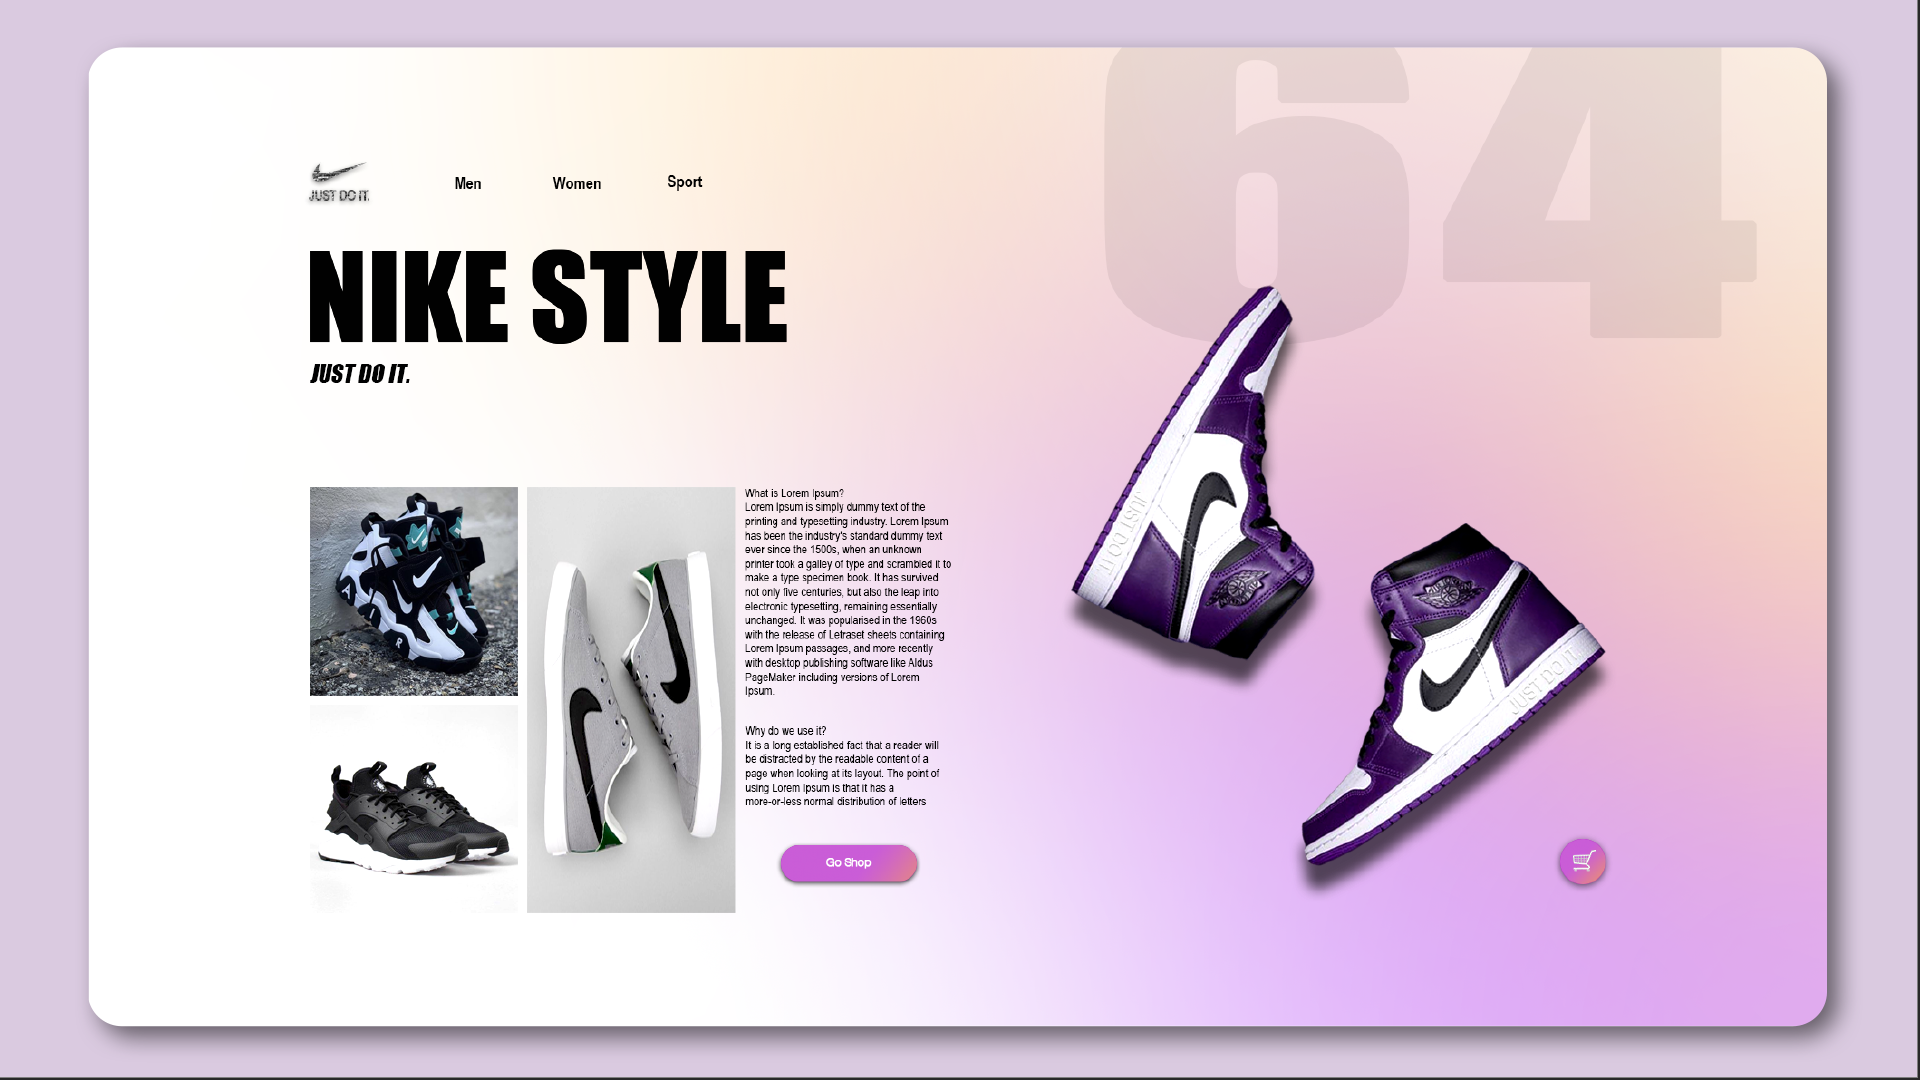 64
JUST DO IT.
Men
Women
Sport
NIKE STYLE
JUST DO IT.
What is Lorem Ipsum?
Lorem Ipsum is simply dummy text of the
printing and typesetting industry. Lorem Ipsum
has been the industry's standard dummy text
ever since the 1500s, when an unknown
printer took a galley of type and scrambled it to
make a type specimen book. It has survived
not only five centuries, but also the leap into
electronic typesetting, remaining essentially
unchanged. It was popularised in the 1960s
with the release of Letraset sheets containing
Lorem Ipsum passages, and more recently
with desktop publishing software like Aldus
PageMaker including versions of Lorem
Ipsum.
Why do we use it?
It is a long established fact that a reader will
be distracted by the readable content of a
page when looking at its layout. The point of
using Lorem Ipsum is that it has a
more-or-less normal distribution of letters
Go Shop
JUST DO IT.
JUST DO IT.
A I R